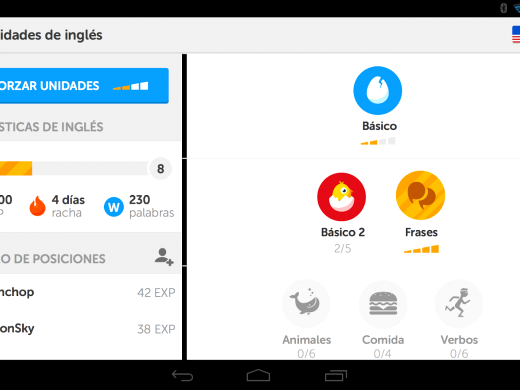 idades de inglés
ORZAR UNIDADES
STICAS DE INGLÉS
8
00
P
4 días
racha
W
230
palabras
O DE POSICIONES
nchop
42 EXP
onSky
38 EXP
Básico
Básico 2
2/5
Frases
Animales
0/6
Comida
0/4
Verbos
0/6